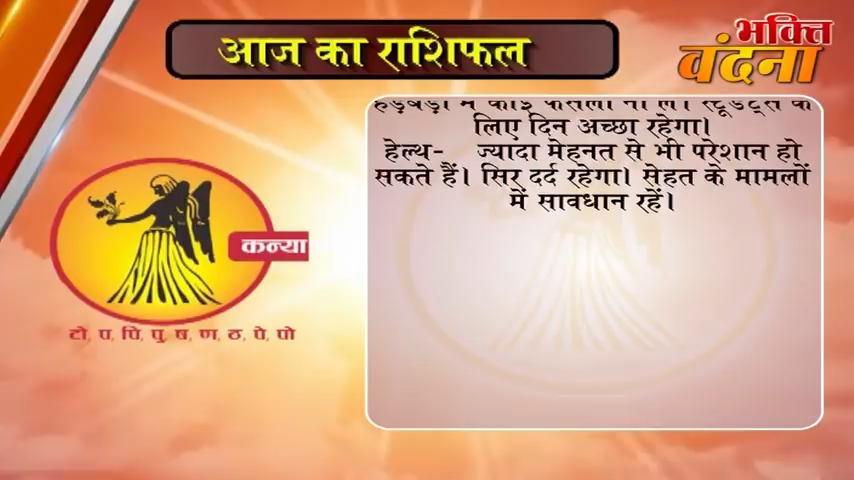 आज का राशिफल
भक्ति
वंदना
लिए दिन अच्छा रहेगा।
हेल्थ- ज्यादा मेहनत से भी परेशान हो
सकते हैं। सिर दर्द रहेगा। सेहत के मामलों
में सावधान रहें।
कन्या
टो, प, पि, पु, ष, ण, ठ, पे, पो